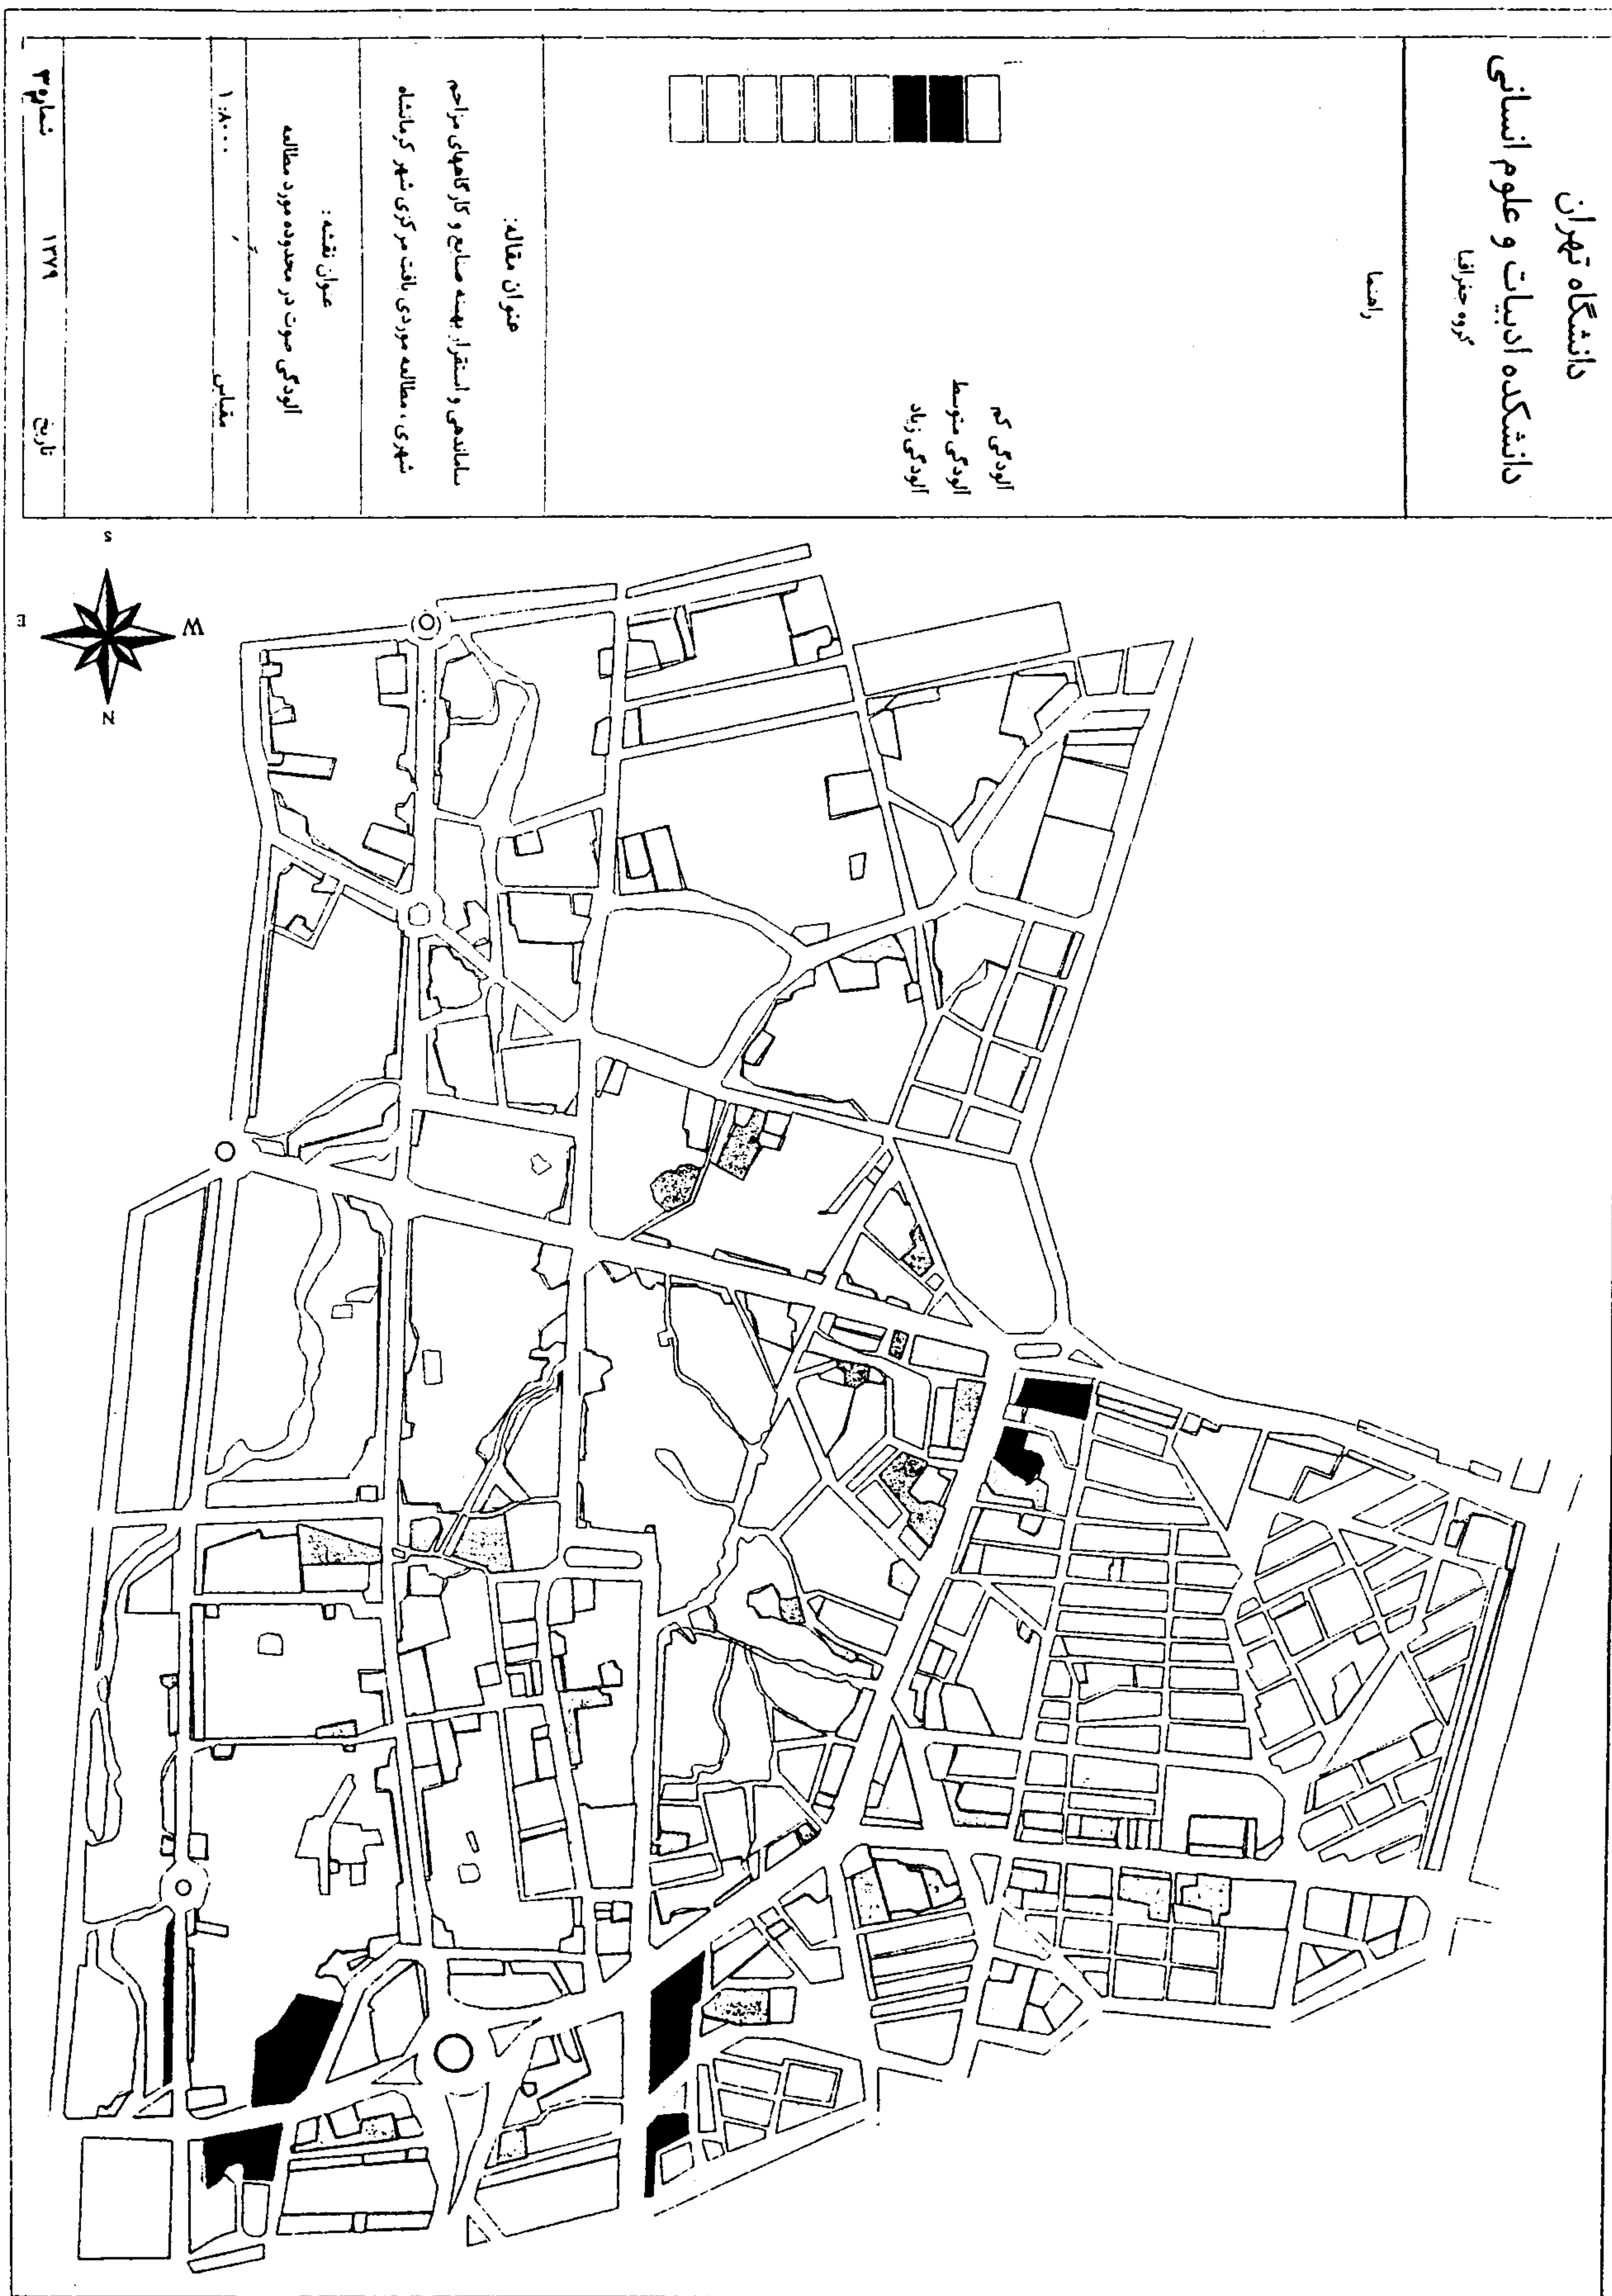 دانشگاه تهران
دانشکده ادبیات و علوم انسانی
گروه جغرافیا
راهنما
آلودگی کم
آلودگی متوسط
آلودگی زیاد
عنوان مقاله:
ساماندهی و استقرار بهینه صنایع و کارگاههای مزاحم
شهری، مطالعه موردی بافت مرکزی شهر کرمانشاه
عنوان نقشه:
آلودگی صوت در محدوده مورد مطالعه
مقیاس ۱:۸۰۰۰
تاریخ ۱۳۷۹ شماره ۳
S
E W
N